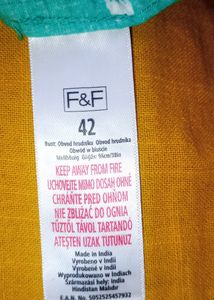 F&F
42
Bust Obvod hrudníku Obvod hrudníka
Obwód w biuście
Mellbőség Göğüs 98cm/38in
KEEP AWAY FROM FIRE
UCHOVEJTE MIMO DOSAH OHNĚ
CHRÁŇTE PRED OHŇOM
NIE ZBLIŻAĆ DO OGNIA
TŰZTŐL TÁVOL TARTANDÓ
ATEŞTEN UZAK TUTUNUZ
Made in India
Vyrobeno v Indii
Vyrobené v Indii
Wyprodukowano w Indiach
Származási hely: India
Hindistan Malıdır
E.A.N. No. 5052525457932